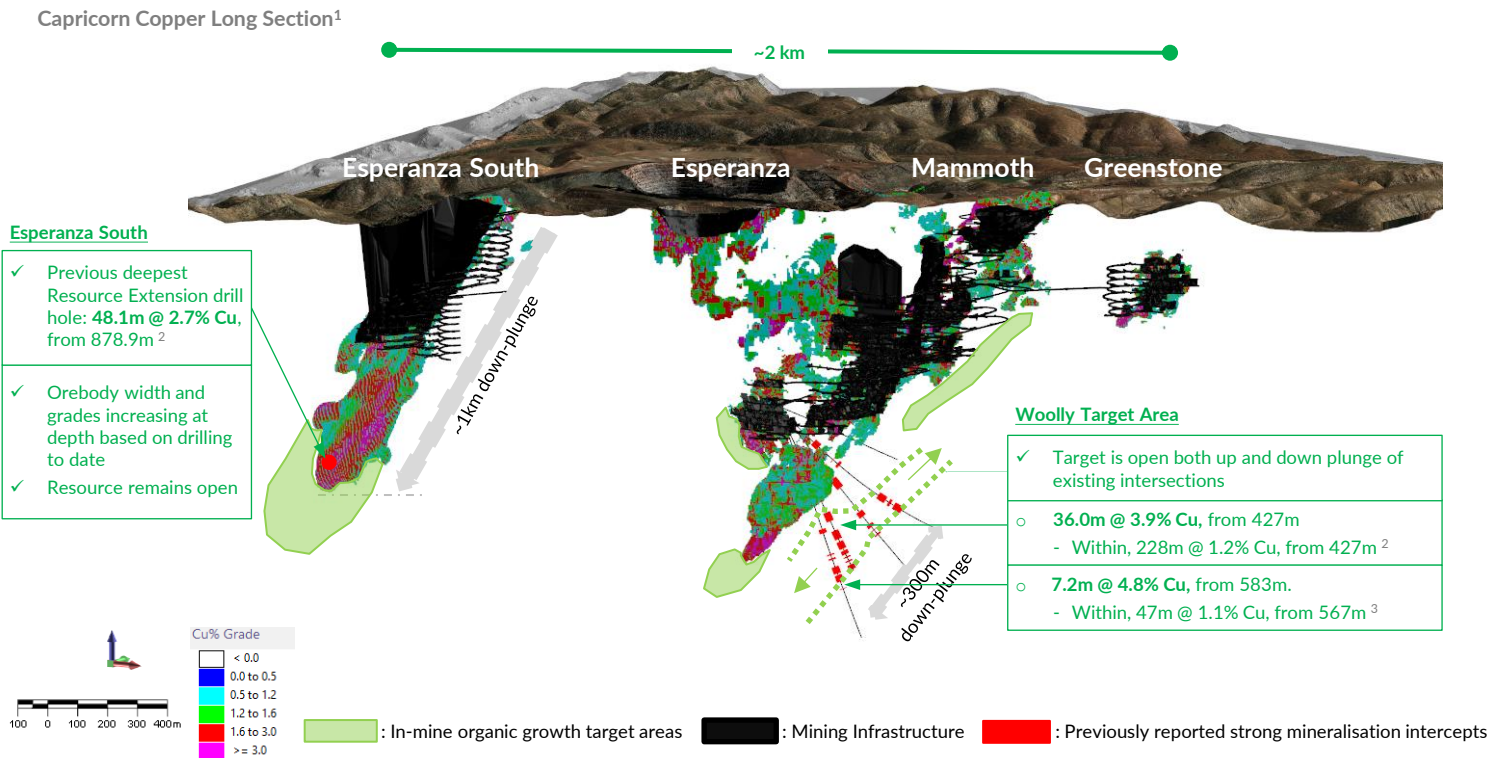 Capricorn Copper Long Section1
~2 km
Esperanza South
Esperanza
Mammoth
Greenstone
Esperanza South
✓ Previous deepest
Resource Extension drill
hole: 48.1m @ 2.7% Cu,
from 878.9m 2
✓ Orebody width and
grades increasing at
depth based on drilling
to date
✓ Resource remains open
~1km down-plunge
Woolly Target Area
✓ Target is open both up and down plunge of
existing intersections
○ 36.0m @ 3.9% Cu, from 427m
- Within, 228m @ 1.2% Cu, from 427m 2
○ 7.2m @ 4.8% Cu, from 583m.
- Within, 47m @ 1.1% Cu, from 567m 3
~300m
down-plunge
Cu% Grade
< 0.0
0.0 to 0.5
0.5 to 1.2
1.2 to 1.6
1.6 to 3.0
>= 3.0
100 0 100 200 300 400m
: In-mine organic growth target areas
: Mining Infrastructure
: Previously reported strong mineralisation intercepts